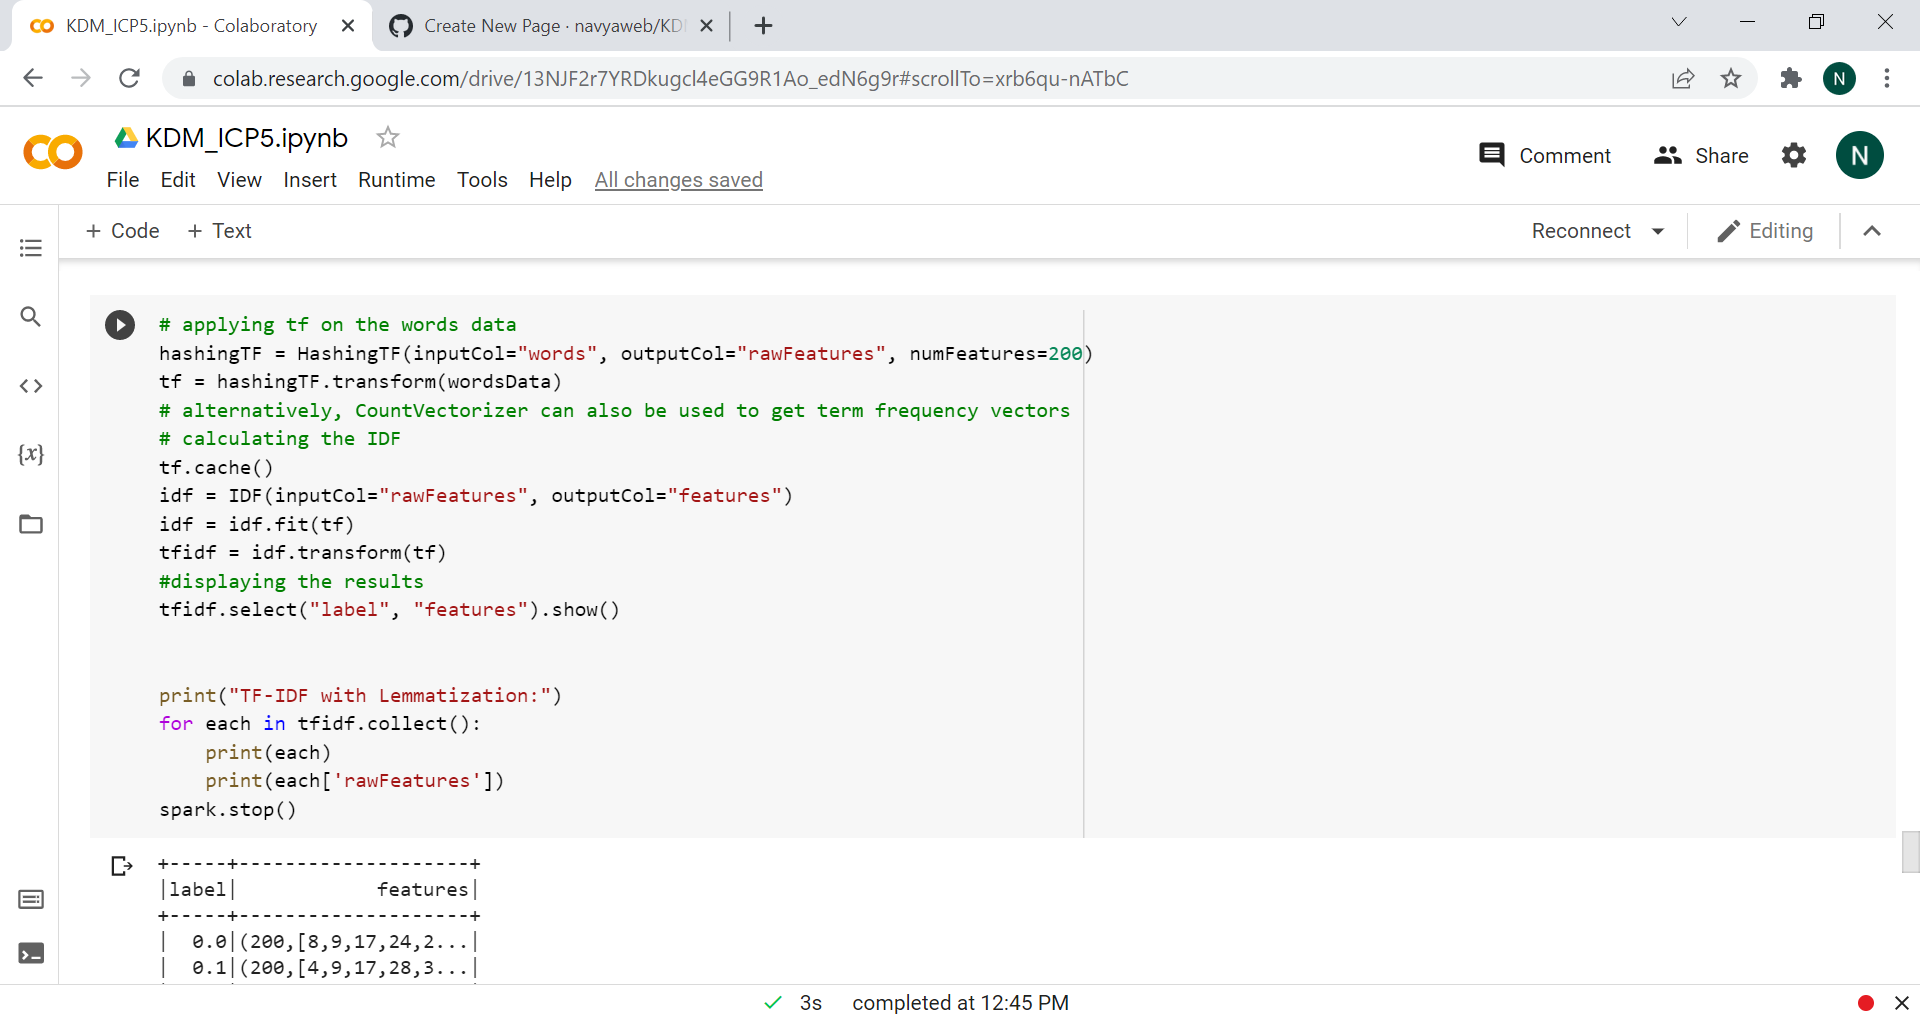 KDM_ICP5.ipynb - Colaboratory
Create New Page · navyaweb/KD
colab.research.google.com/drive/13NJF2r7YRDkugcl4eGG9R1Ao_edN6g9r#scrollTo=xrb6qu-nATbC
N
KDM_ICP5.ipynb
File Edit View Insert Runtime Tools Help All changes saved
Comment Share N
+ Code + Text
Reconnect Editing
{x}
# applying tf on the words data
hashingTF = HashingTF(inputCol="words", outputCol="rawFeatures", numFeatures=200)
tf = hashingTF.transform(wordsData)
# alternatively, CountVectorizer can also be used to get term frequency vectors
# calculating the IDF
tf.cache()
idf = IDF(inputCol="rawFeatures", outputCol="features")
idf = idf.fit(tf)
tfidf = idf.transform(tf)
#displaying the results
tfidf.select("label", "features").show()
print("TF-IDF with Lemmatization:")
for each in tfidf.collect():
    print(each)
    print(each['rawFeatures'])
spark.stop()
+-----+--------------------+
|label|            features|
+-----+--------------------+
|  0.0|(200,[8,9,17,24,2...|
|  0.1|(200,[4,9,17,28,3...|
3s completed at 12:45 PM